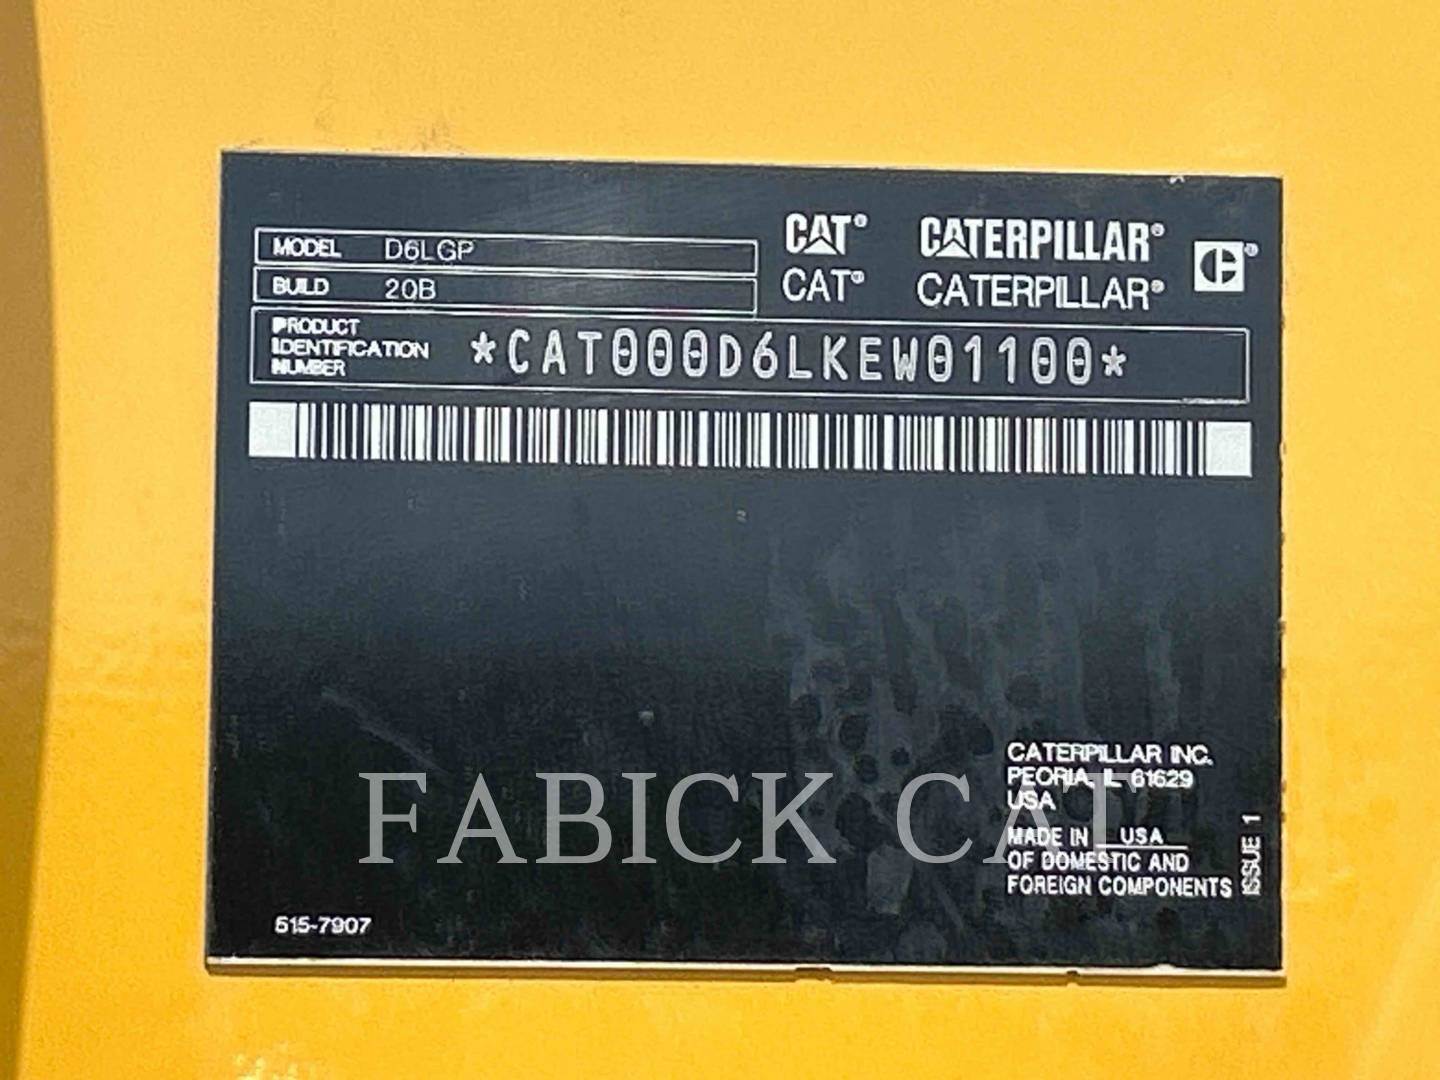 MODEL D6LGP
BUILD 20B
CAT® CATERPILLAR®
CAT® CATERPILLAR®
PRODUCT
IDENTIFICATION
NUMBER
*CAT000D6LKEW01100*
CATERPILLAR INC.
PEORIA, IL 61629
USA
MADE IN USA
OF DOMESTIC AND
FOREIGN COMPONENTS
ISSUE 1
515-7907
FABICK CAT